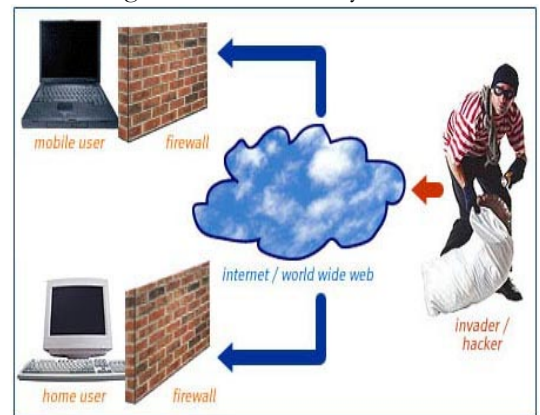 mobile user
firewall
internet / world wide web
invader /
hacker
home user
firewall